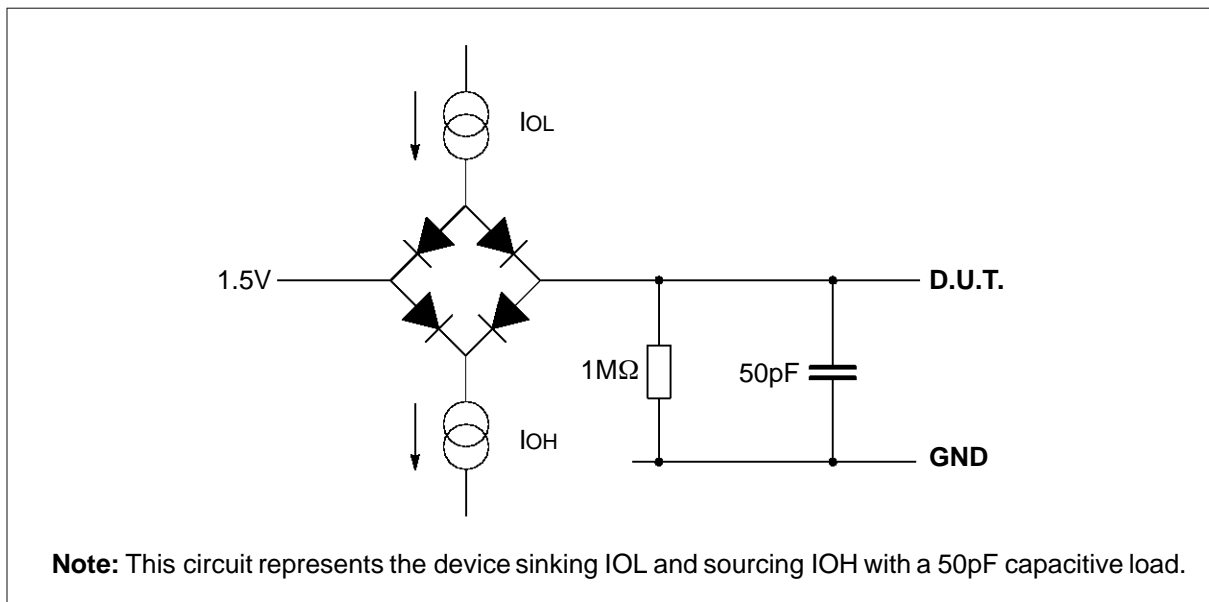 IOL
1.5V
D.U.T.
1MΩ
50pF
IOH
GND
Note: This circuit represents the device sinking IOL and sourcing IOH with a 50pF capacitive load.